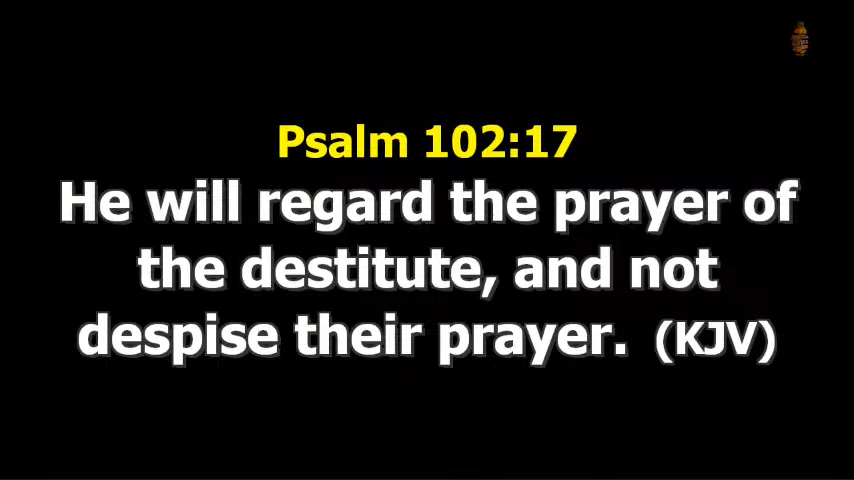 Psalm 102:17
He will regard the prayer of
the destitute, and not
despise their prayer. (KJV)